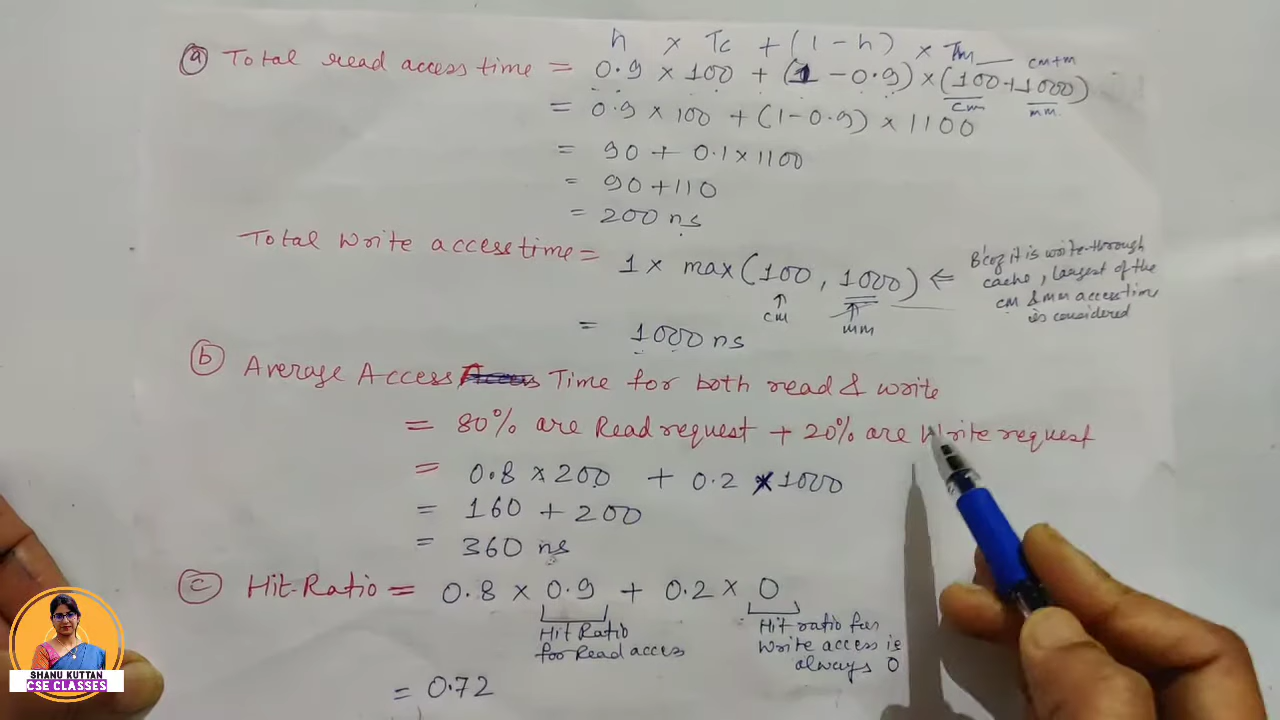 h × Tc + (1 - h) × Tm cm+m
(a) Total read access time = 0.9 × 100 + (1 - 0.9) × (100 + 1000)
cm mm
= 0.9 × 100 + (1 - 0.9) × 1100
= 90 + 0.1 × 1100
= 90 + 110
= 200 ns
Total Write access time = 1 × max (100, 1000) ⇐
B'coz it is write-through
cache, largest of the
cm & mm access time
is considered
↑ ↑
cm mm
= 1000 ns
(b) Average Access Time for both read & write
= 80% are Read request + 20% are Write request
= 0.8 × 200 + 0.2 × 1000
= 160 + 200
= 360 ns
(c) Hit-Ratio = 0.8 × 0.9 + 0.2 × 0
Hit Ratio
for Read access
Hit ratio for
Write access is
always 0
= 0.72
SHANU KUTTAN
CSE CLASSES